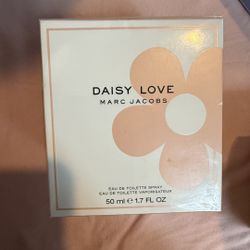 DAISY LOVE
MARC JACOBS
EAU DE TOILETTE SPRAY
EAU DE TOILETTE VAPORISATEUR
50 ml e 1.7 FL OZ